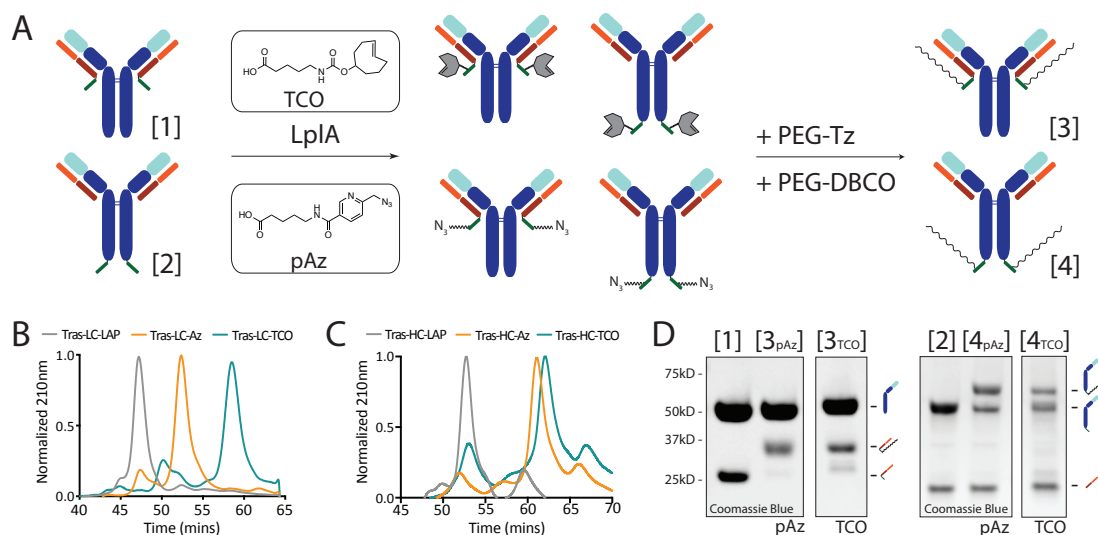 A
[1]
[2]
HO
O
N
H
O
O
TCO
LplA
HO
O
H
N
O
N
N3
pAz
N3
N3
N3
N3
+ PEG-Tz
+ PEG-DBCO
[3]
[4]
B
Tras-LC-LAP Tras-LC-Az Tras-LC-TCO
Normalized 210nm
1.0
0.5
0.0
40 45 50 55 60 65
Time (mins)
C
Tras-HC-LAP Tras-HC-Az Tras-HC-TCO
Normalized 210nm
1.0
0.5
0.0
45 50 55 60 65 70
Time (mins)
D
[1] [3pAz] [3TCO] [2] [4pAz] [4TCO]
75kD -
50kD -
37kD -
25kD -
Coomassie Blue
pAz
TCO
Coomassie Blue
pAz
TCO